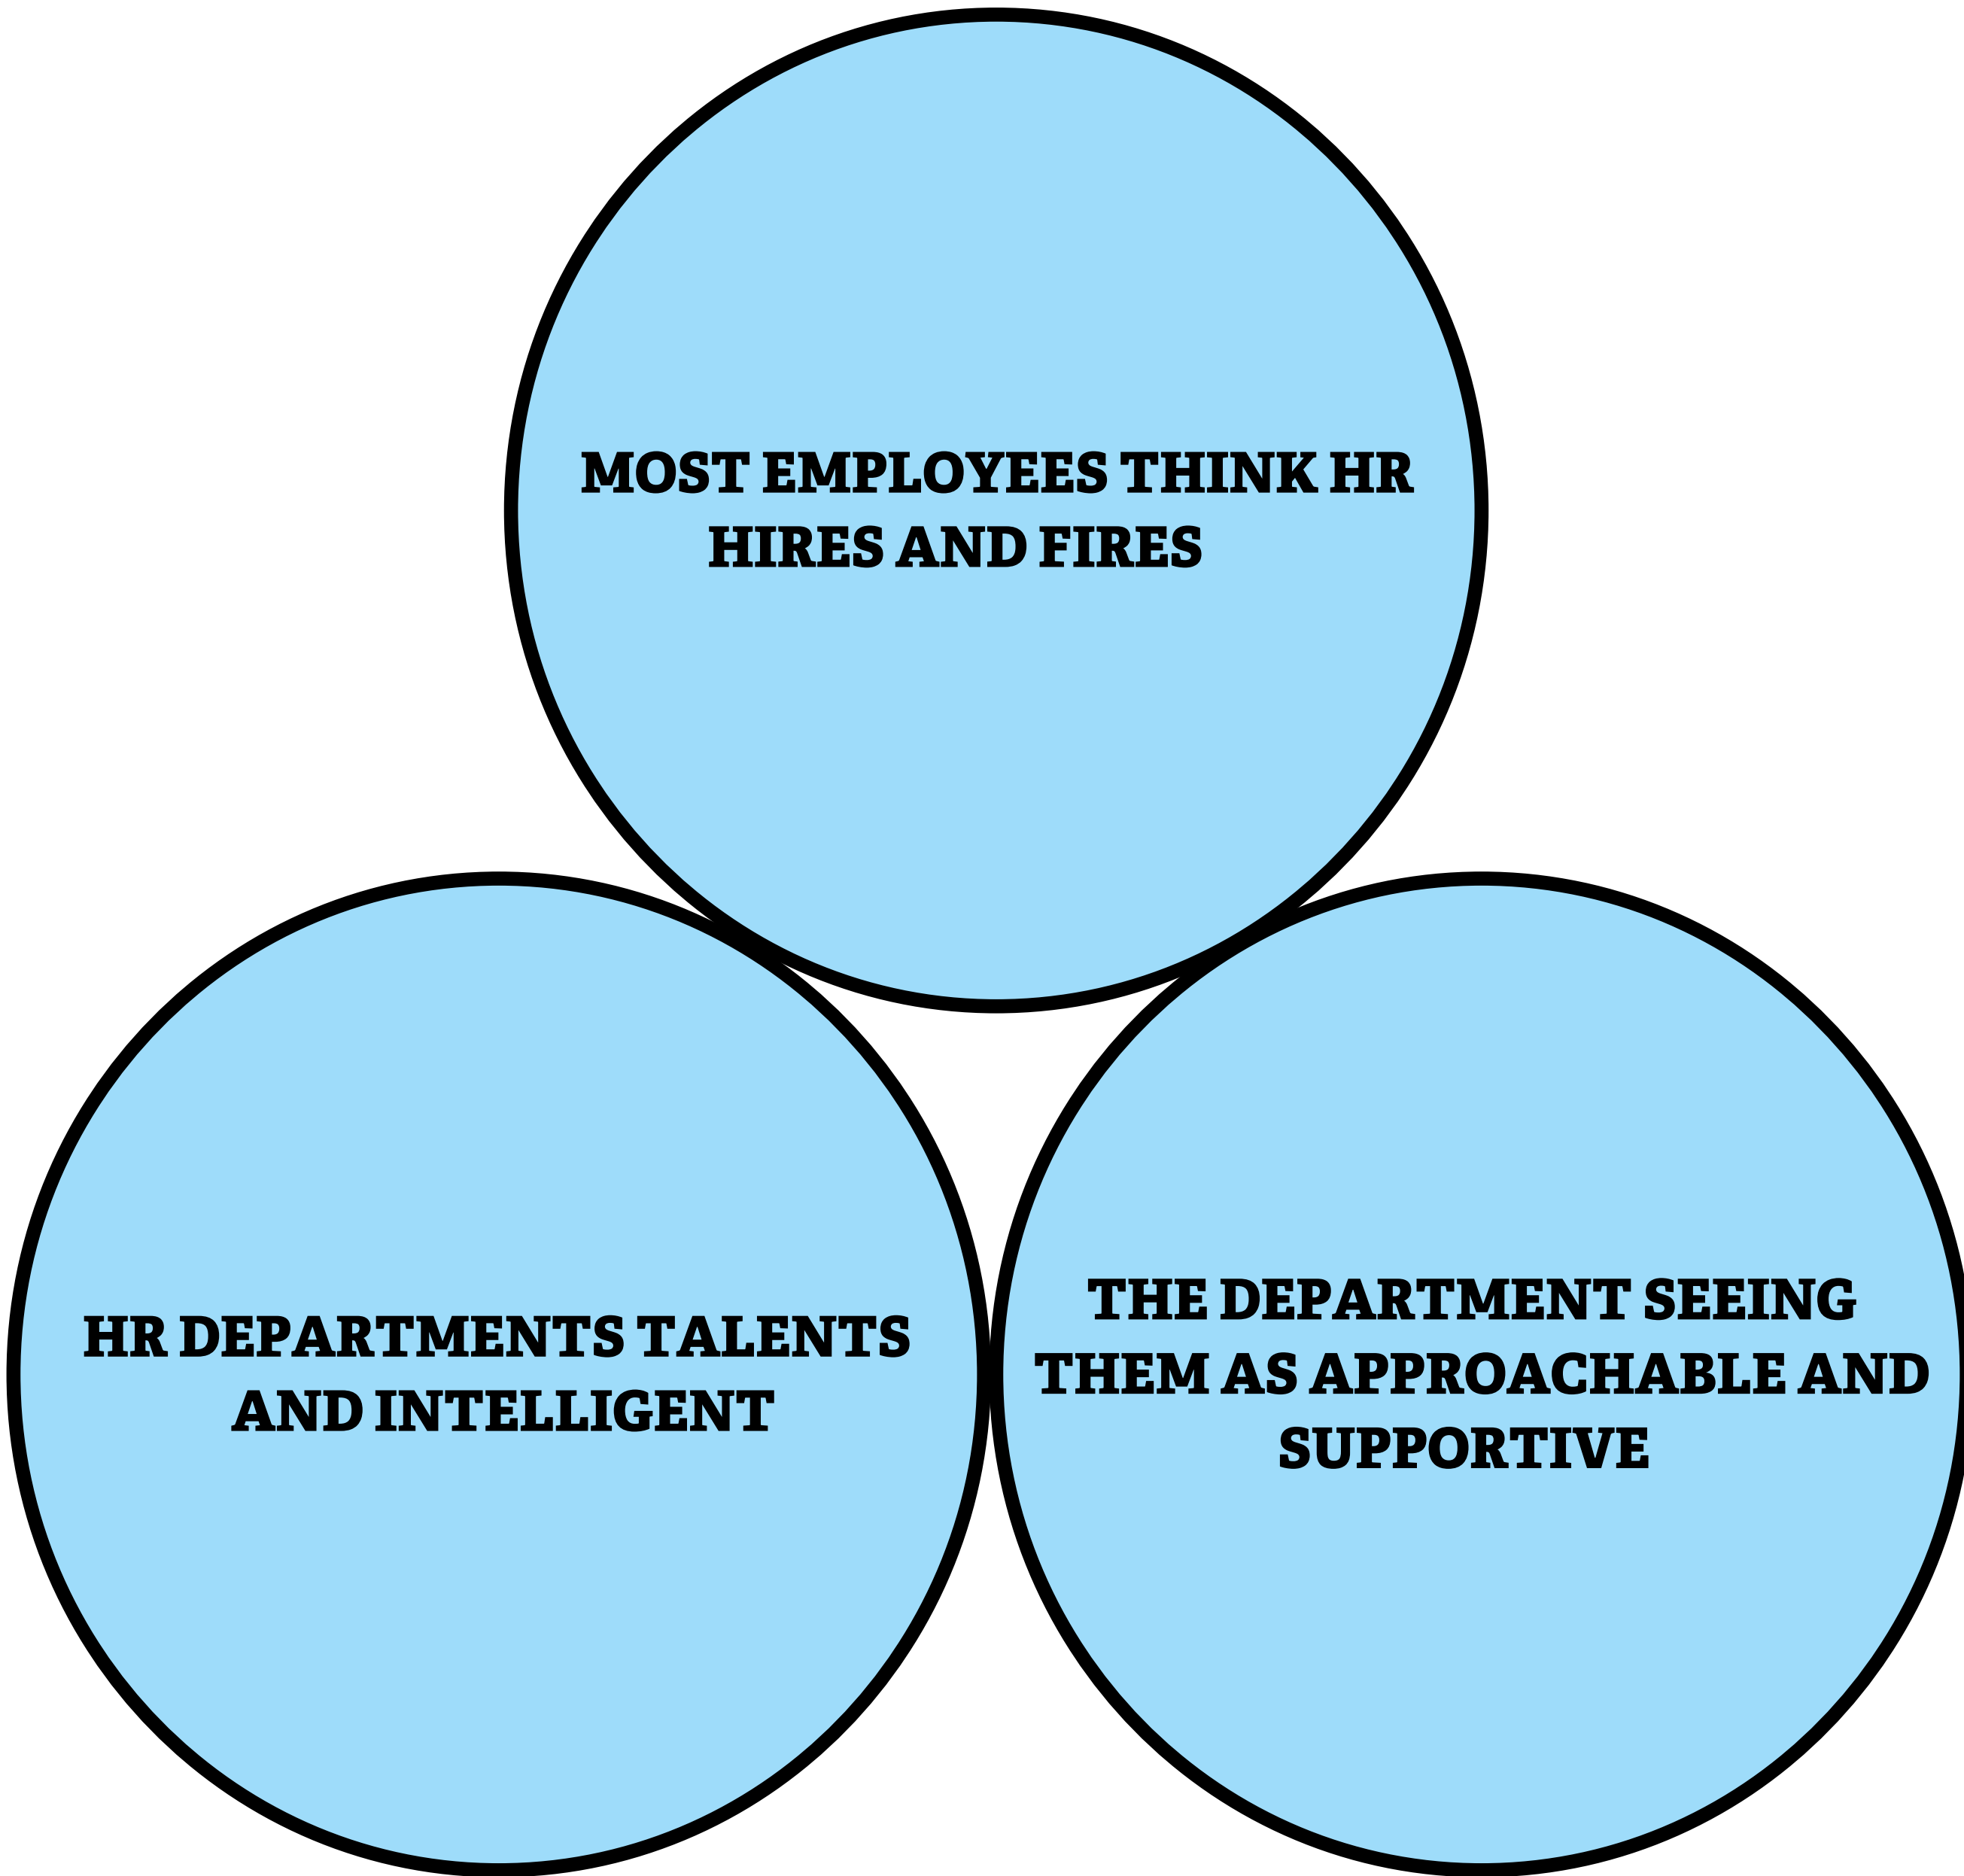 MOST EMPLOYEES THINK HR
HIRES AND FIRES
HR DEPARTMENTS TALENTS
AND INTELLIGENT
THE DEPARTMENT SEEING
THEM AS APPROACHABLE AND
SUPPORTIVE